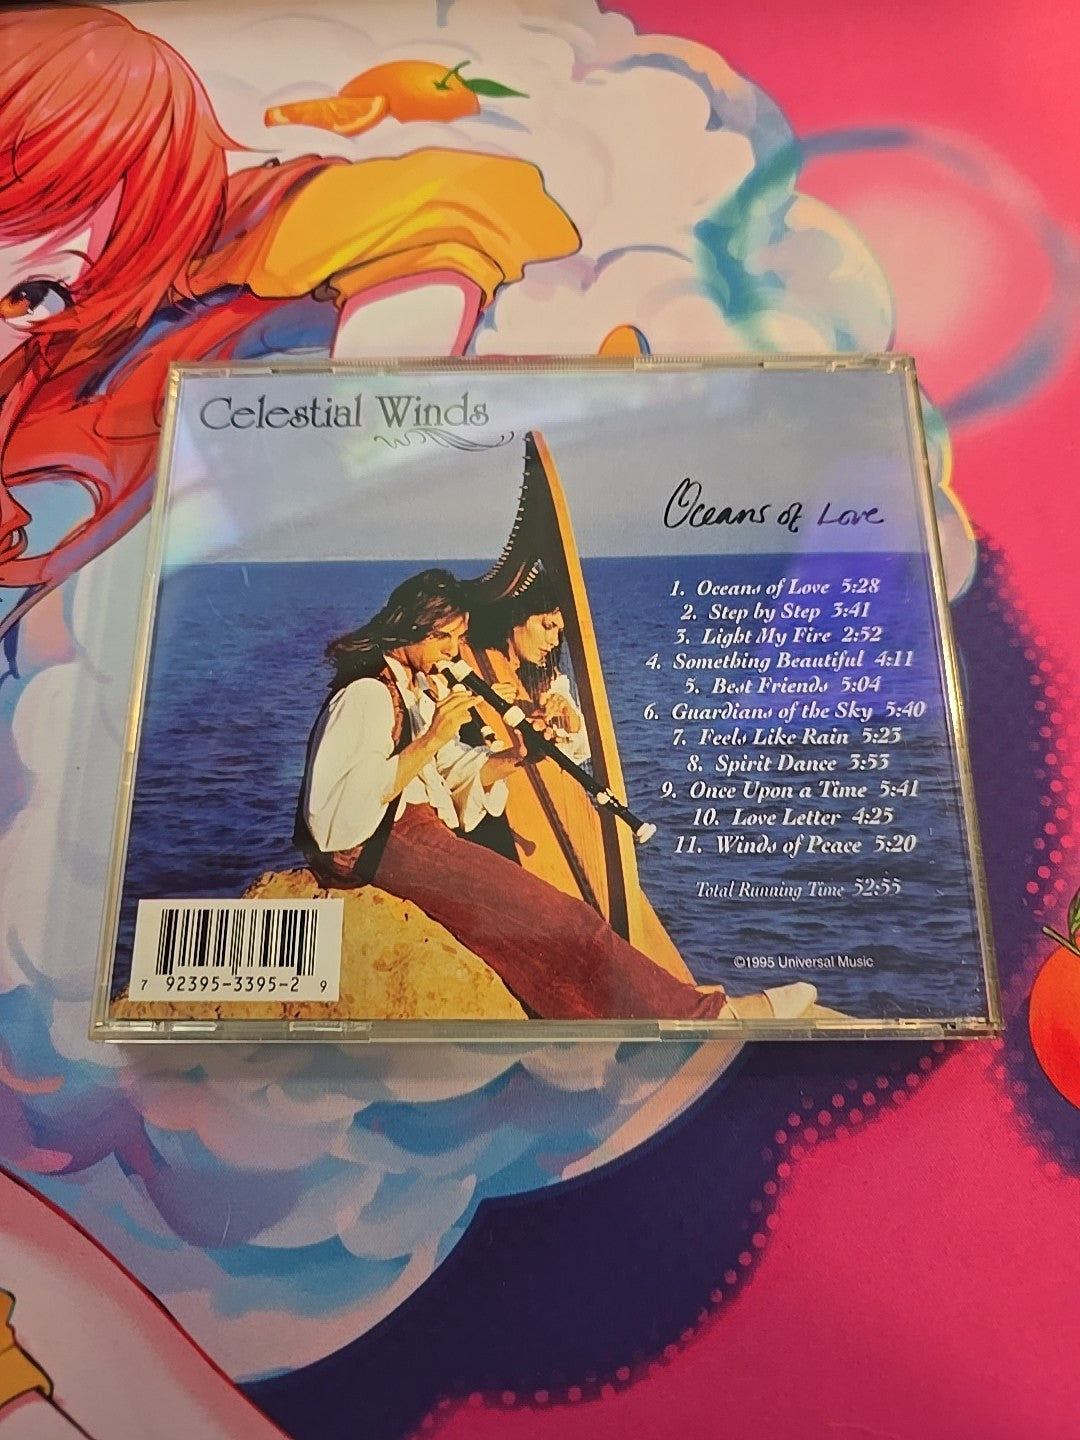 Celestial Winds
Oceans of Love
1. Oceans of Love 5:28
2. Step by Step 3:41
3. Light My Fire 2:52
4. Something Beautiful 4:11
5. Best Friends 5:04
6. Guardians of the Sky 5:40
7. Feels Like Rain 5:23
8. Spirit Dance 3:53
9. Once Upon a Time 5:41
10. Love Letter 4:25
11. Winds of Peace 5:20
Total Running Time 52:55
©1995 Universal Music
7 92395-3395-2 9